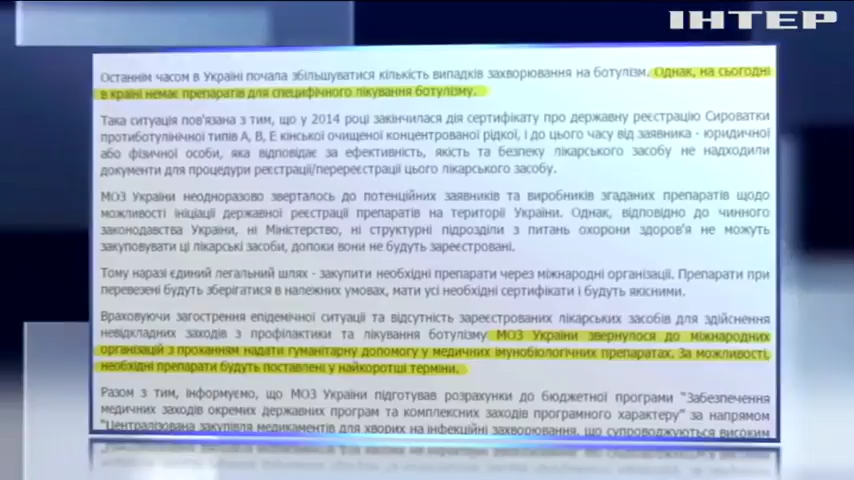 ІНТЕР
Останнім часом в Україні почала збільшуватися кількість випадків захворювання на ботулізм. Однак, на сьогодні
в країні немає препаратів для специфічного лікування ботулізму.
Така ситуація пов'язана з тим, що у 2014 році закінчилася дія сертифікату про державну реєстрацію Сироватки
протиботулінічної типів А, В, Е кінської очищеної концентрованої рідкої, і до цього часу від заявника - юридичної
або фізичної особи, яка відповідає за ефективність, якість та безпеку лікарського засобу не надходили
документи для процедури реєстрації/перереєстрації цього лікарського засобу.
МОЗ України неодноразово зверталось до потенційних заявників та виробників згаданих препаратів щодо
можливості ініціації державної реєстрації препаратів на території України. Однак, відповідно до чинного
законодавства України, ні Міністерство, ні структурні підрозділи з питань охорони здоров'я не можуть
закуповувати ці лікарські засоби, допоки вони не будуть зареєстровані.
Тому наразі єдиний легальний шлях - закупити необхідні препарати через міжнародні організації. Препарати при
перевезені будуть зберігатися в належних умовах, мати усі необхідні сертифікати і будуть якісними.
Враховуючи загострення епідемічної ситуації та відсутність зареєстрованих лікарських засобів для здійснення
невідкладних заходів з профілактики та лікування ботулізму МОЗ України звернулося до міжнародних
організацій з проханням надати гуманітарну допомогу у медичних імунобіологічних препаратах. За можливості,
необхідні препарати будуть поставлені у найкоротші терміни.
Разом з тим, інформуємо, що МОЗ України підготував розрахунки до бюджетної програми "Забезпечення
медичних заходів окремих державних програм та комплексних заходів програмного характеру" за напрямом
"Централізована закупівля медикаментів для хворих на інфекційні захворювання, що супроводжуються високим